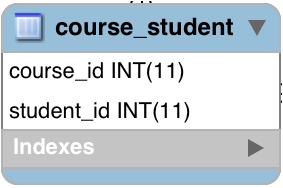 course_student
course_id INT(11)
student_id INT(11)
Indexes